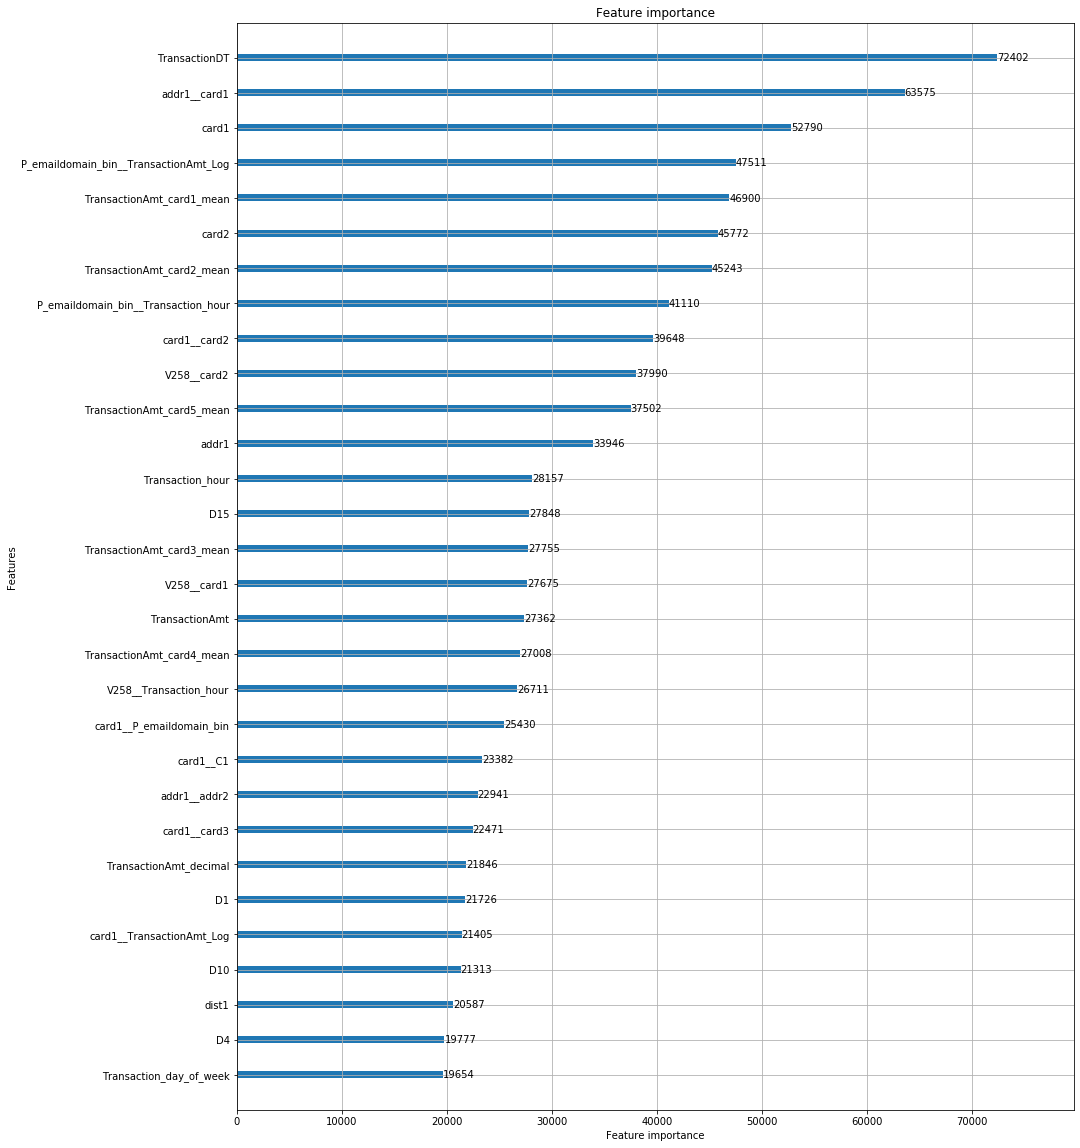 Feature importance
TransactionDT 72402
addr1__card1 63575
card1 52790
P_emaildomain_bin__TransactionAmt_Log 47511
TransactionAmt_card1_mean 46900
card2 45772
TransactionAmt_card2_mean 45243
P_emaildomain_bin__Transaction_hour 41110
card1__card2 39648
V258__card2 37990
TransactionAmt_card5_mean 37502
addr1 33946
Transaction_hour 28157
D15 27848
TransactionAmt_card3_mean 27755
V258__card1 27675
TransactionAmt 27362
TransactionAmt_card4_mean 27008
V258__Transaction_hour 26711
card1__P_emaildomain_bin 25430
card1__C1 23382
addr1__addr2 22941
card1__card3 22471
TransactionAmt_decimal 21846
D1 21726
card1__TransactionAmt_Log 21405
D10 21313
dist1 20587
D4 19777
Transaction_day_of_week 19654
Features
0 10000 20000 30000 40000 50000 60000 70000
Feature importance